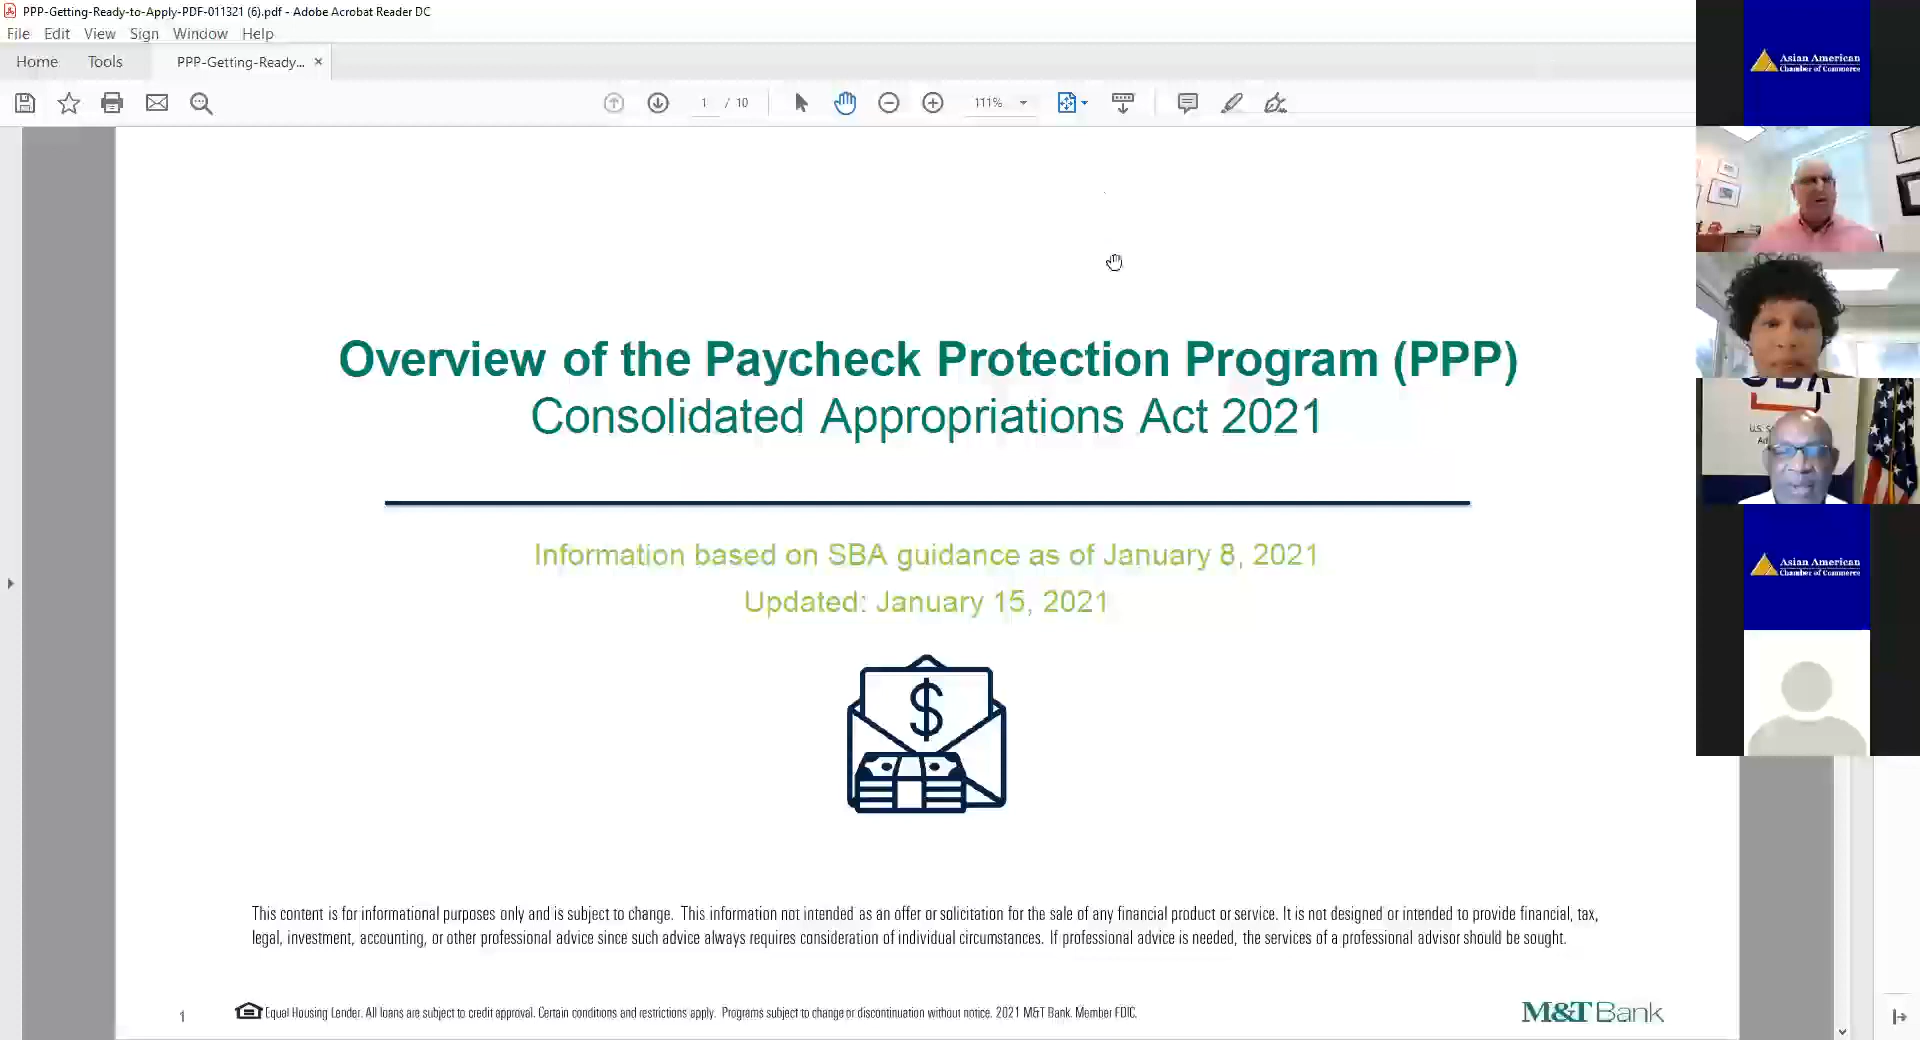 PPP-Getting-Ready-to-Apply-PDF-011321 (6).pdf - Adobe Acrobat Reader DC
File Edit View Sign Window Help
Home Tools PPP-Getting-Ready... ×
1 / 10 111%
Overview of the Paycheck Protection Program (PPP)
Consolidated Appropriations Act 2021
Information based on SBA guidance as of January 8, 2021
Updated: January 15, 2021
$
This content is for informational purposes only and is subject to change. This information not intended as an offer or solicitation for the sale of any financial product or service. It is not designed or intended to provide financial, tax,
legal, investment, accounting, or other professional advice since such advice always requires consideration of individual circumstances. If professional advice is needed, the services of a professional advisor should be sought.
1
Equal Housing Lender. All loans are subject to credit approval. Certain conditions and restrictions apply. Programs subject to change or discontinuation without notice. 2021 M&T Bank. Member FDIC.
M&T Bank
Asian American
Chamber of Commerce
SBA
U.S.
Asian American
Chamber of Commerce